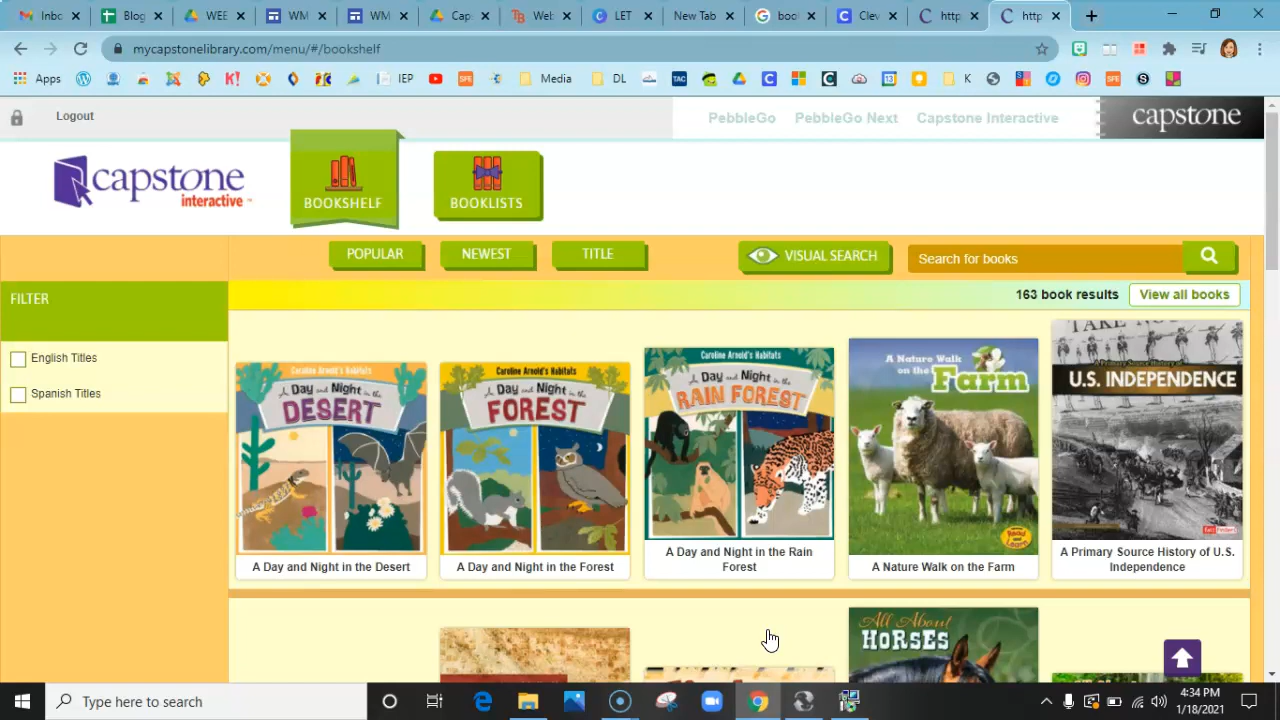 Inbo
Blog
WEE
WM
WM
Cap
Web
LET
New Tab
boo
Clev
http
http
mycapstonelibrary.com/menu/#/bookshelf
Apps
K!
IEP
SFE
Media
DL
TAC
K
SFE
Logout
PebbleGo
PebbleGo Next
Capstone Interactive
capstone
capstone
interactive™
BOOKSHELF
BOOKLISTS
POPULAR
NEWEST
TITLE
VISUAL SEARCH
Search for books
FILTER
163 book results
View all books
English Titles
Spanish Titles
Caroline Arnold's Habitats
A Day and Night in the
DESERT
A Day and Night in the Desert
Caroline Arnold's Habitats
A Day and Night in the
FOREST
A Day and Night in the Forest
Caroline Arnold's Habitats
A Day and Night in the
RAIN FOREST
A Day and Night in the Rain
Forest
A Nature Walk
on the Farm
A Nature Walk on the Farm
U.S. INDEPENDENCE
A Primary Source History of U.S.
Independence
All About
HORSES
Type here to search
4:34 PM
1/18/2021